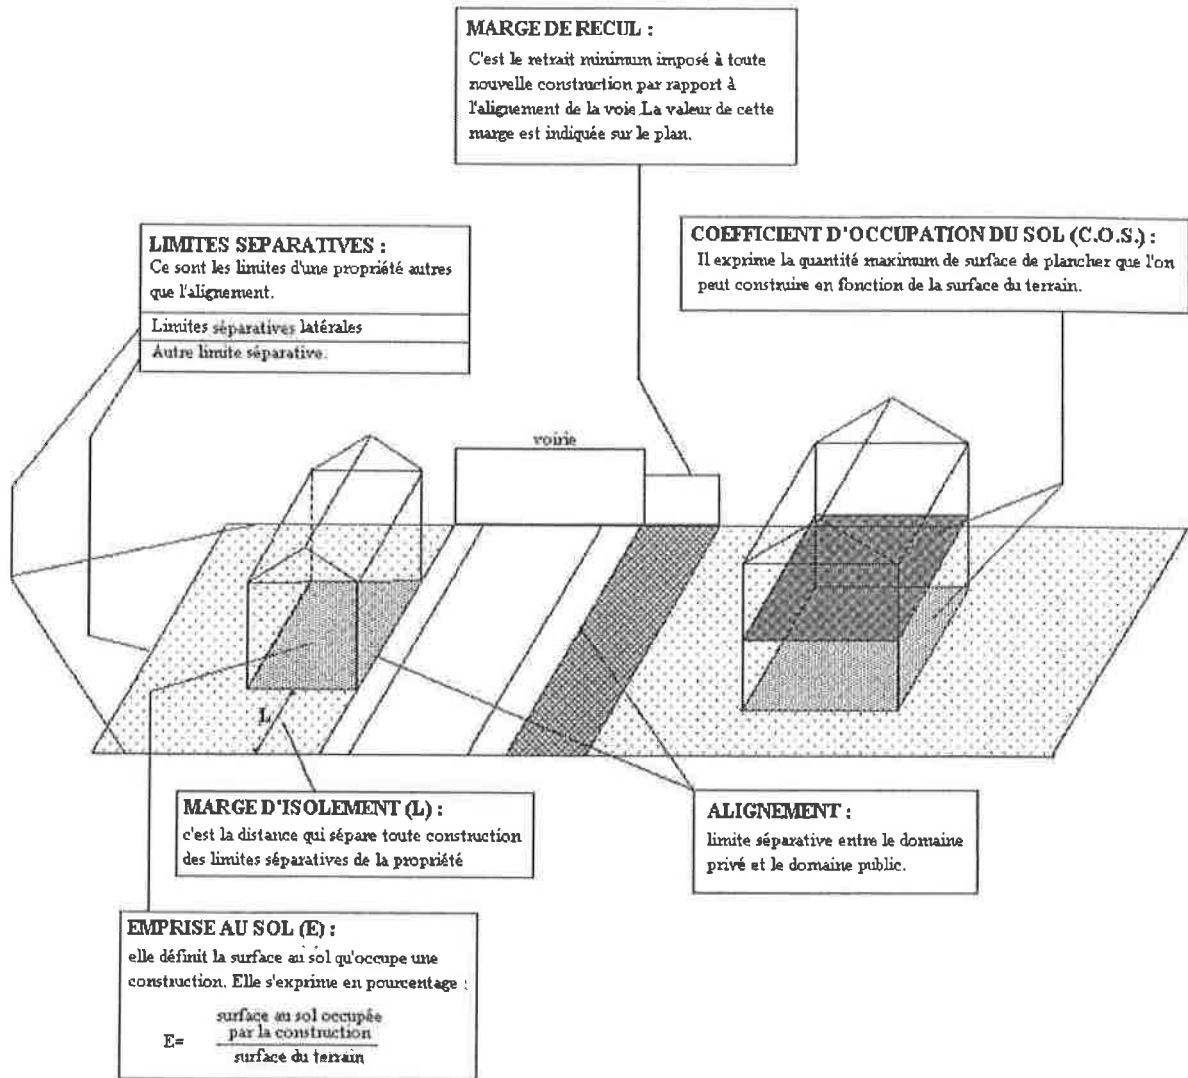 MARGE DE RECUL :
C'est le retrait minimum imposé à toute
nouvelle construction par rapport à
l'alignement de la voie.La valeur de cette
marge est indiquée sur le plan.
LIMITES SEPARATIVES :
Ce sont les limites d'une propriété autres
que l'alignement.
Limites séparatives latérales
Autre limite séparative.
COEFFICIENT D'OCCUPATION DU SOL (C.O.S.) :
Il exprime la quantité maximum de surface de plancher que l'on
peut construire en fonction de la surface du terrain.
voirie
L
MARGE D'ISOLEMENT (L) :
c'est la distance qui sépare toute construction
des limites séparatives de la propriété
ALIGNEMENT :
limite séparative entre le domaine
privé et le domaine public.
EMPRISE AU SOL (E) :
elle définit la surface au sol qu'occupe une
construction. Elle s'exprime en pourcentage :
surface au sol occupée
par la construction
E=
surface du terrain